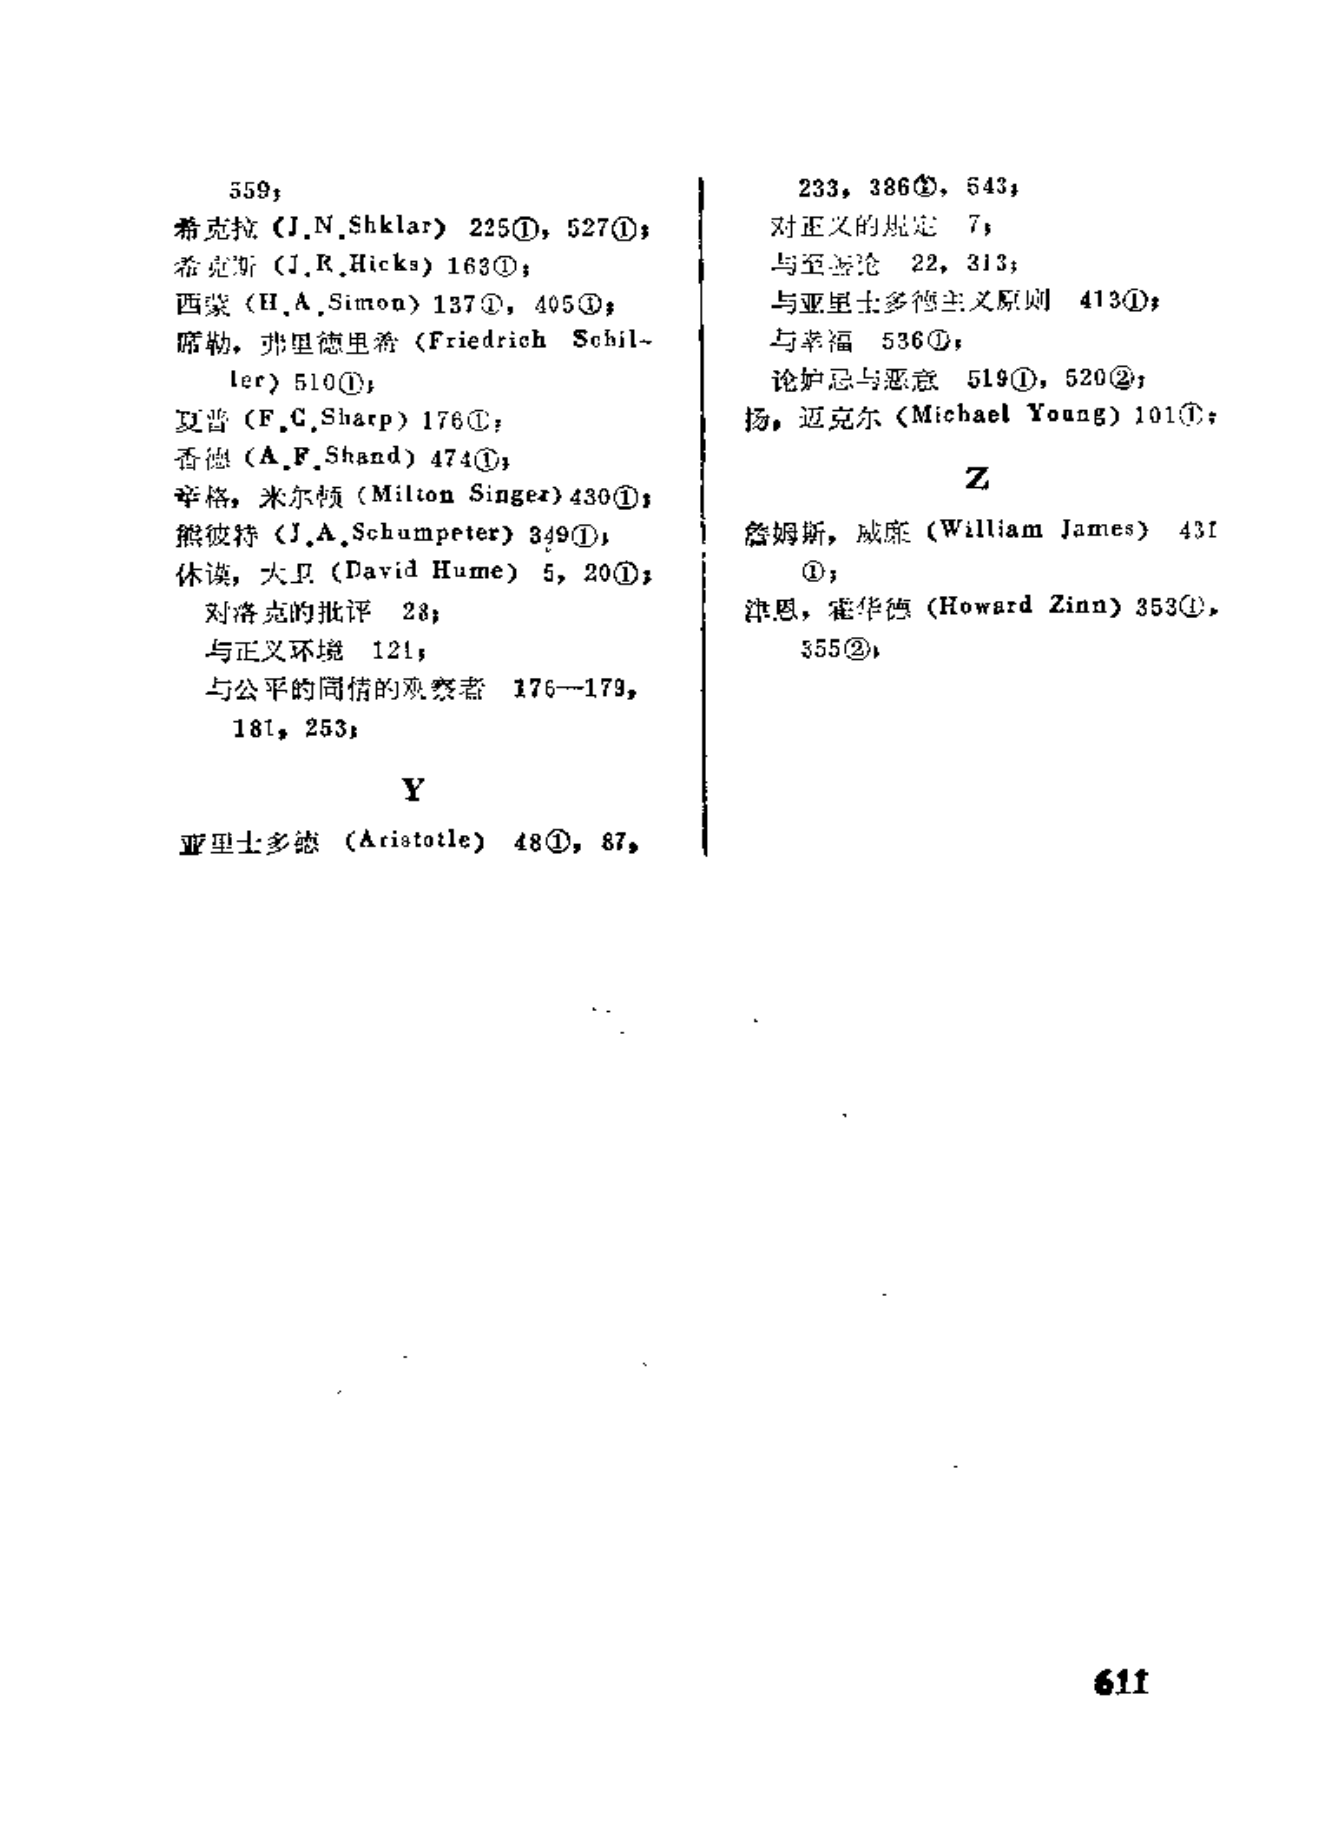 559;
希克拉 (J.N.Shklar) 225①, 527①;
希克斯 (J.R.Hicks) 163①;
西蒙 (H.A.Simon) 137①, 405①;
席勒, 弗里德里希 (Friedrich Schil-
ler) 510①;
夏普 (F.C.Sharp) 176①;
香德 (A.F.Shand) 474①;
辛格, 米尔顿 (Milton Singer) 430①;
熊彼特 (J.A.Schumpeter) 349①;
休谟, 大卫 (David Hume) 5, 20①;
对洛克的批评 28;
与正义环境 121;
与公平的同情的观察者 176—179,
181, 253;
Y
亚里士多德 (Aristotle) 48①, 87,
233, 386, 543;
对正义的规定 7;
与至善论 22, 313;
与亚里士多德主义原则 413①;
与幸福 536①;
论妒忌与恶意 519①, 520②;
扬, 迈克尔 (Michael Young) 101①;
Z
詹姆斯, 威廉 (William James) 431
①;
津恩, 霍华德 (Howard Zinn) 353①,
355②;
611